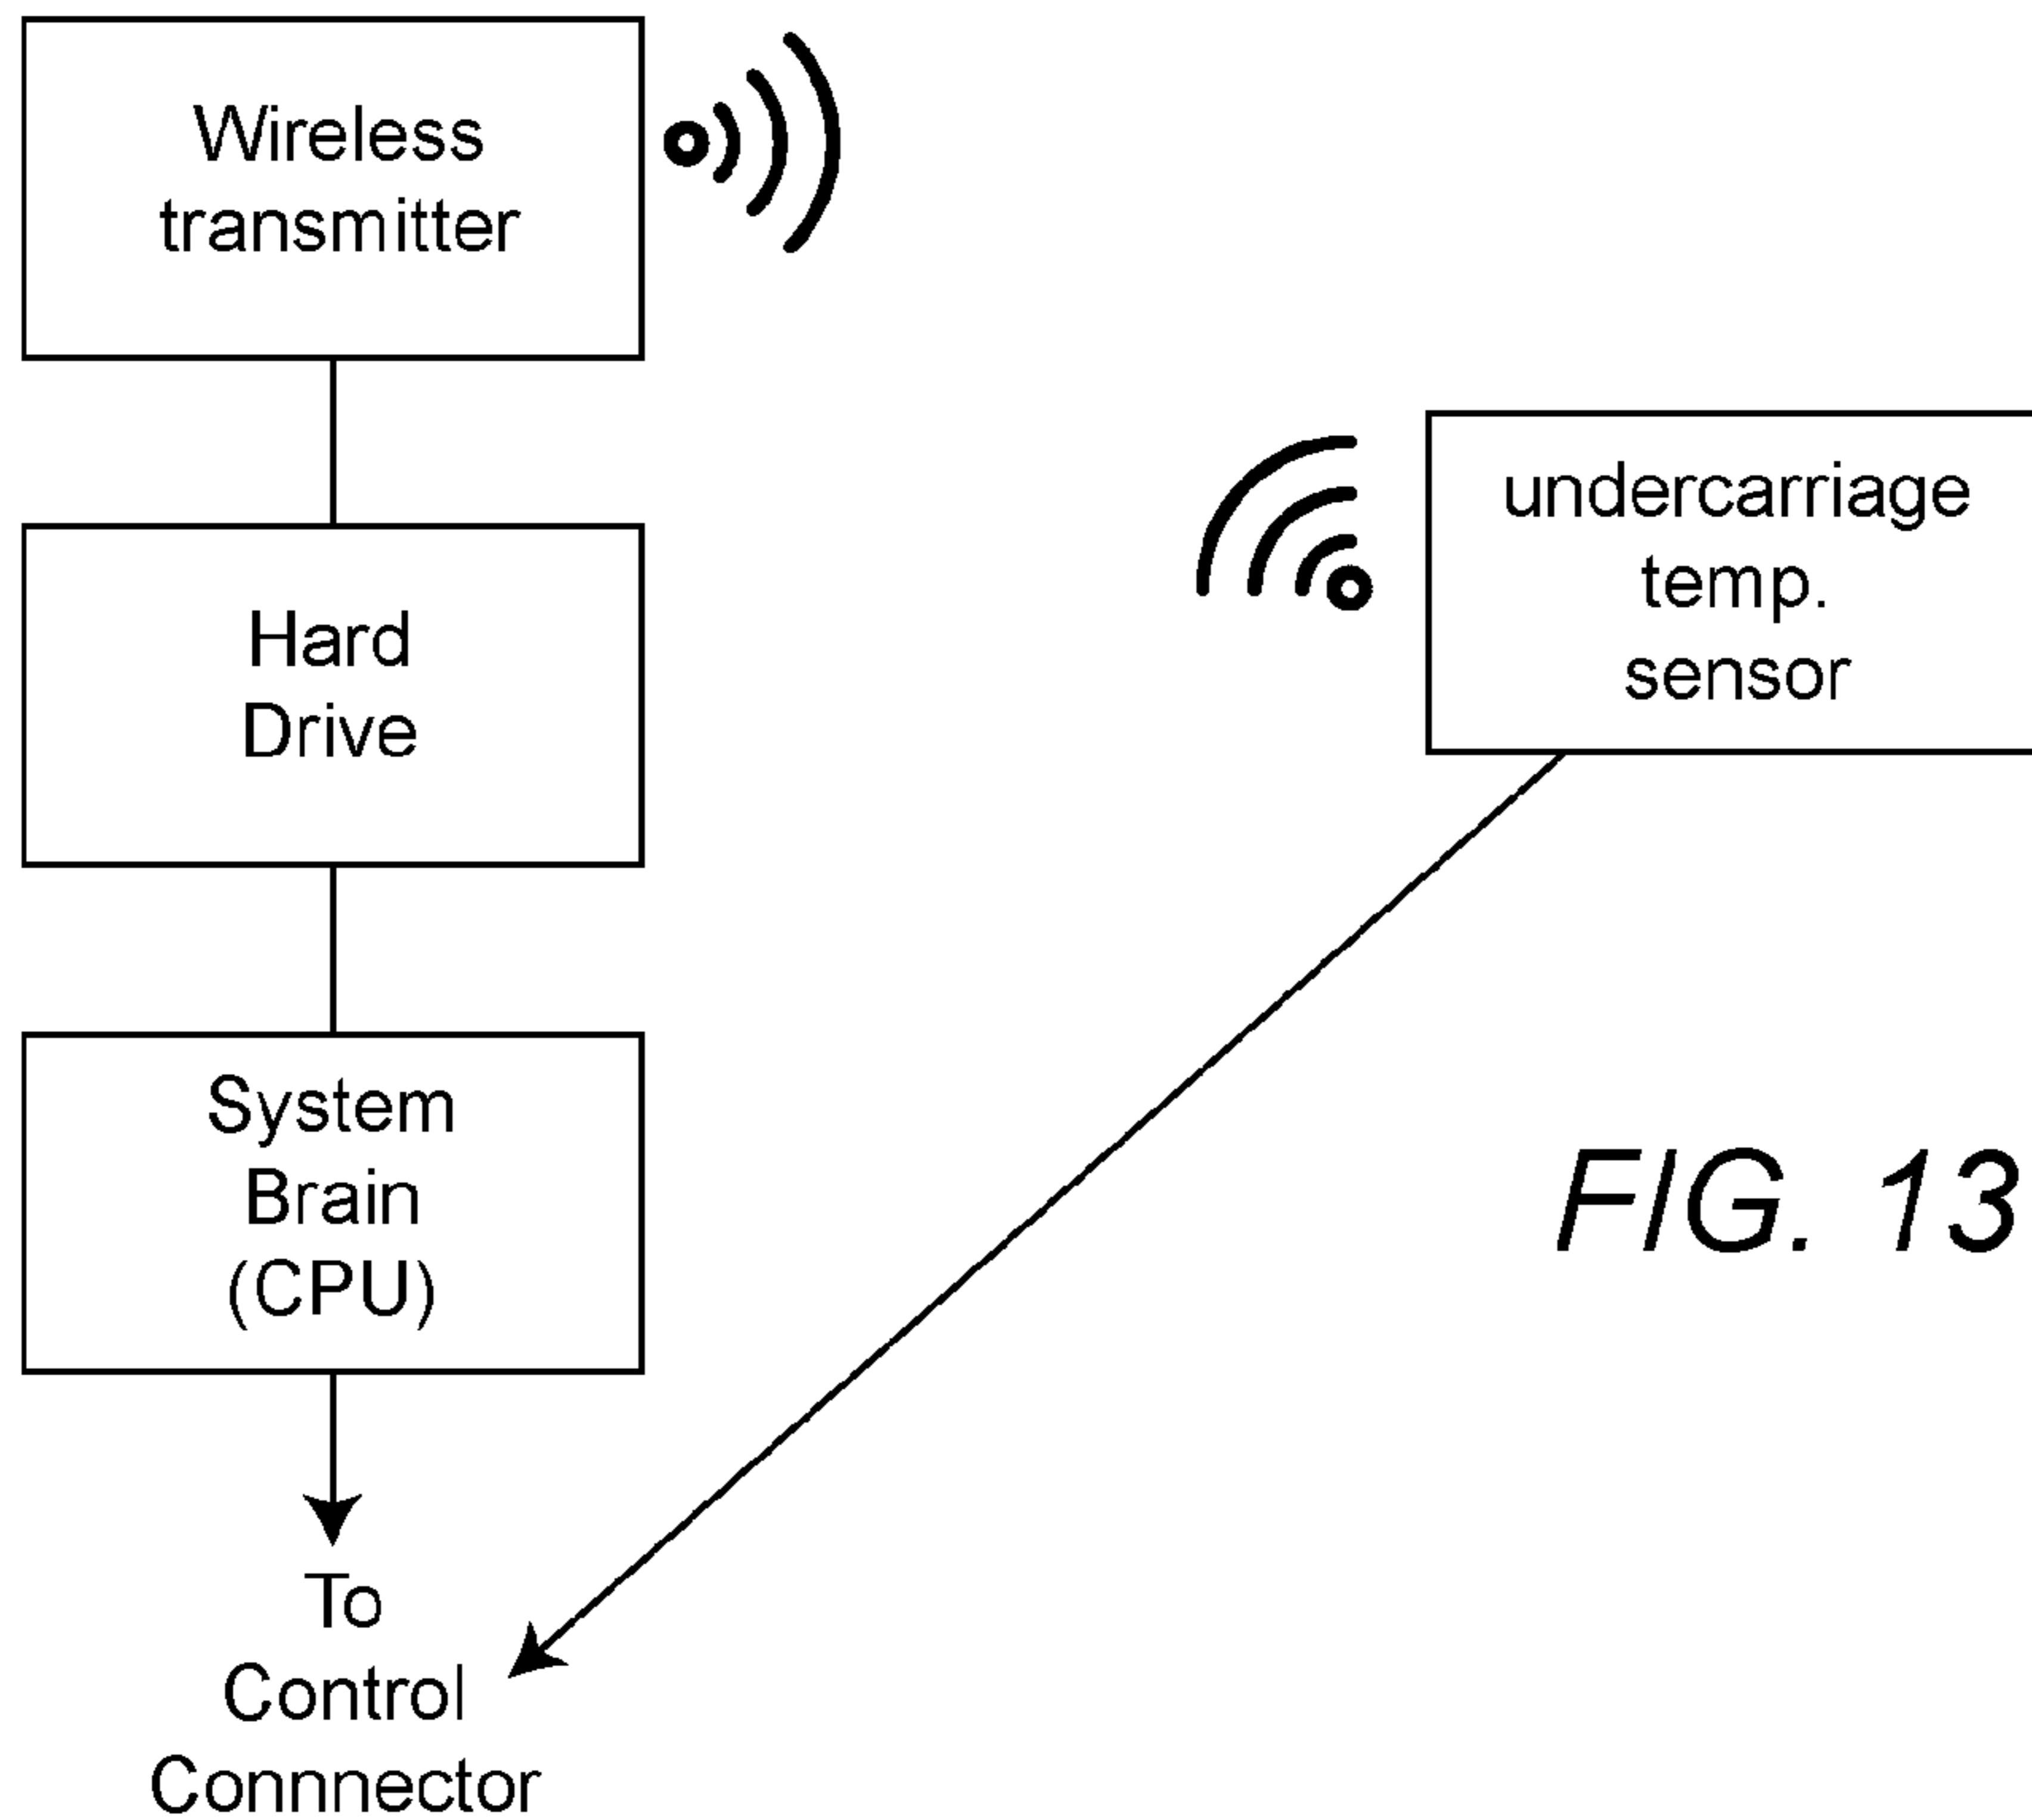 Wireless
transmitter
undercarriage
temp.
sensor
Hard
Drive
System
Brain
(CPU)
FIG. 13
To
Control
Connnector